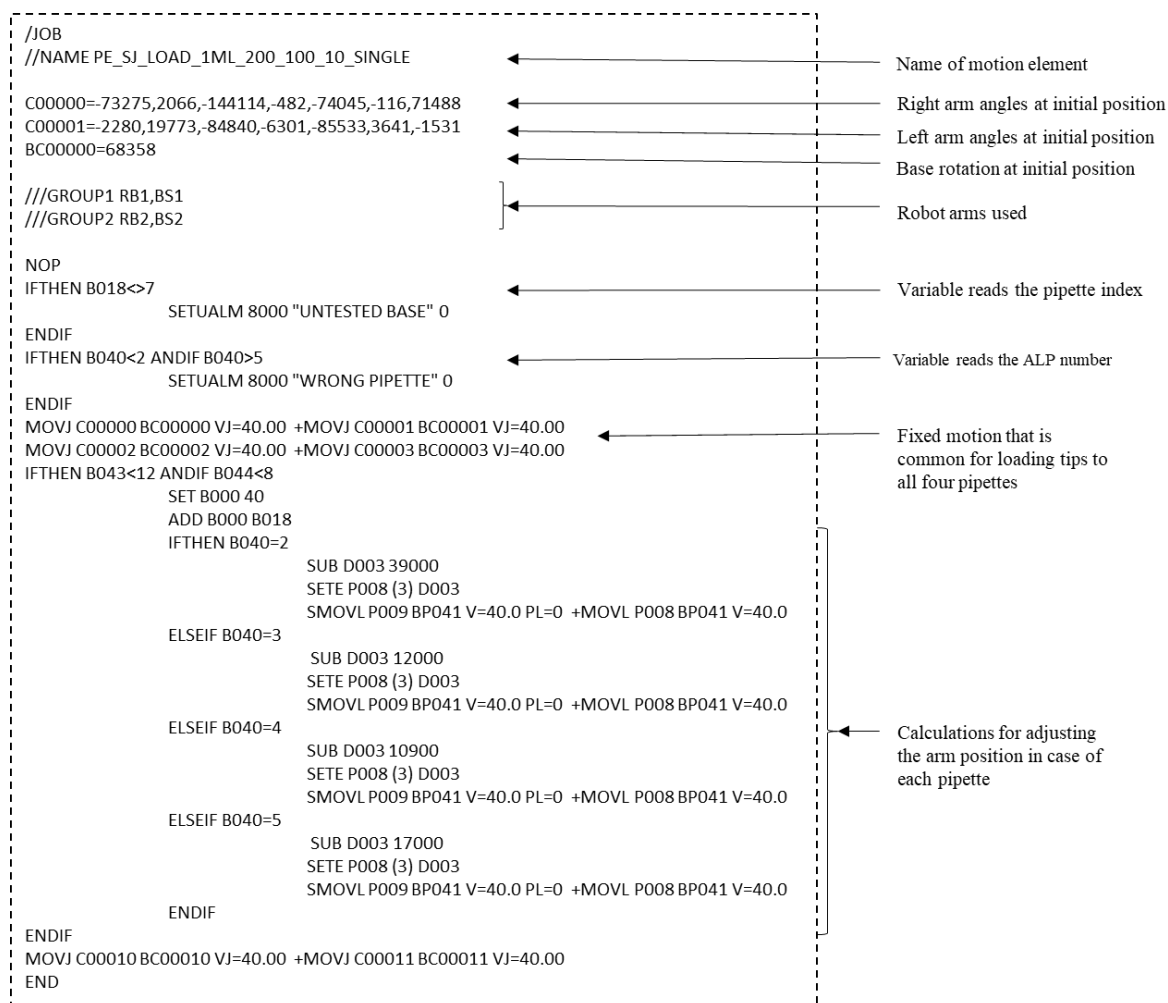 /JOB
//NAME PE_SJ_LOAD_1ML_200_100_10_SINGLE
Name of motion element
C00000=-73275,2066,-144114,-482,-74045,-116,71488
Right arm angles at initial position
C00001=-2280,19773,-84840,-6301,-85533,3641,-1531
Left arm angles at initial position
BC00000=68358
Base rotation at initial position
///GROUP1 RB1,BS1
///GROUP2 RB2,BS2
Robot arms used
NOP
IFTHEN B018<>7
Variable reads the pipette index
SETUALM 8000 "UNTESTED BASE" 0
ENDIF
IFTHEN B040<2 ANDIF B040>5
Variable reads the ALP number
SETUALM 8000 "WRONG PIPETTE" 0
ENDIF
MOVJ C00000 BC00000 VJ=40.00 +MOVJ C00001 BC00001 VJ=40.00
MOVJ C00002 BC00002 VJ=40.00 +MOVJ C00003 BC00003 VJ=40.00
Fixed motion that is
common for loading tips to
all four pipettes
IFTHEN B043<12 ANDIF B044<8
SET B000 40
ADD B000 B018
IFTHEN B040=2
SUB D003 39000
SETE P008 (3) D003
SMOVL P009 BP041 V=40.0 PL=0 +MOVL P008 BP041 V=40.0
ELSEIF B040=3
SUB D003 12000
SETE P008 (3) D003
SMOVL P009 BP041 V=40.0 PL=0 +MOVL P008 BP041 V=40.0
ELSEIF B040=4
SUB D003 10900
SETE P008 (3) D003
SMOVL P009 BP041 V=40.0 PL=0 +MOVL P008 BP041 V=40.0
Calculations for adjusting
the arm position in case of
each pipette
ELSEIF B040=5
SUB D003 17000
SETE P008 (3) D003
SMOVL P009 BP041 V=40.0 PL=0 +MOVL P008 BP041 V=40.0
ENDIF
ENDIF
MOVJ C00010 BC00010 VJ=40.00 +MOVJ C00011 BC00011 VJ=40.00
END